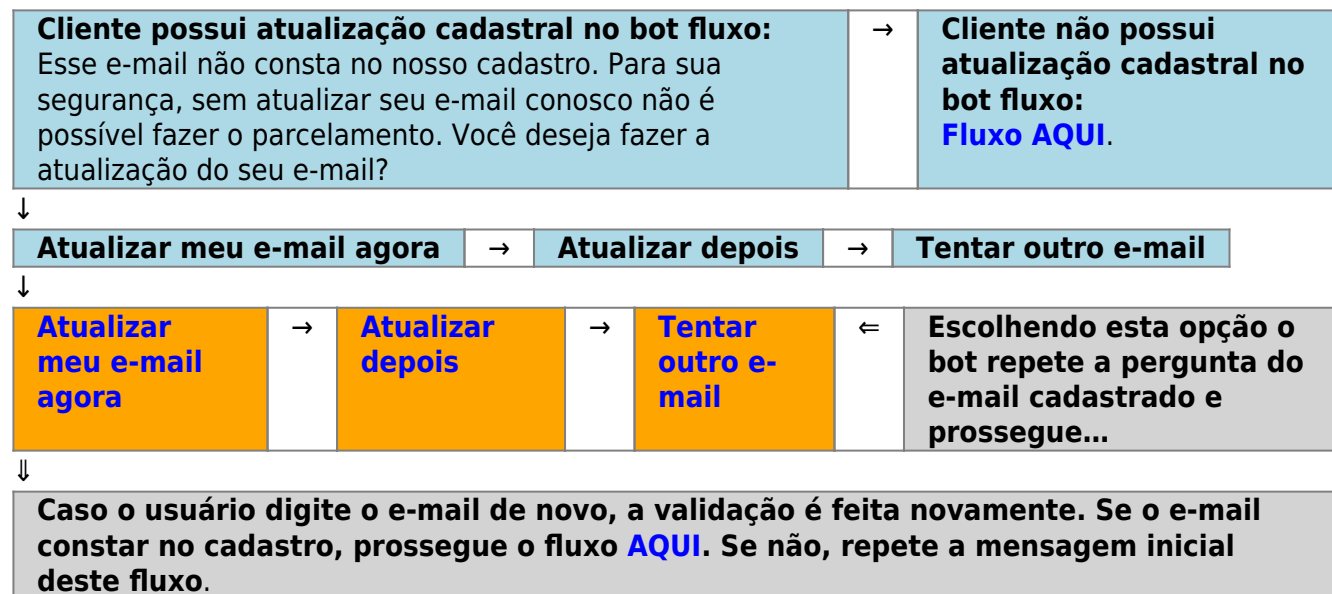 Cliente possui atualização cadastral no bot fluxo:
Esse e-mail não consta no nosso cadastro. Para sua
segurança, sem atualizar seu e-mail conosco não é
possível fazer o parcelamento. Você deseja fazer a
atualização do seu e-mail?
→
Cliente não possui
atualização cadastral no
bot fluxo:
Fluxo AQUI.
↓
Atualizar meu e-mail agora → Atualizar depois → Tentar outro e-mail
↓
Atualizar
meu e-mail
agora
→
Atualizar
depois
→
Tentar
outro e-
mail
⇐
Escolhendo esta opção o
bot repete a pergunta do
e-mail cadastrado e
prossegue...
⇓
Caso o usuário digite o e-mail de novo, a validação é feita novamente. Se o e-mail
constar no cadastro, prossegue o fluxo AQUI. Se não, repete a mensagem inicial
deste fluxo.